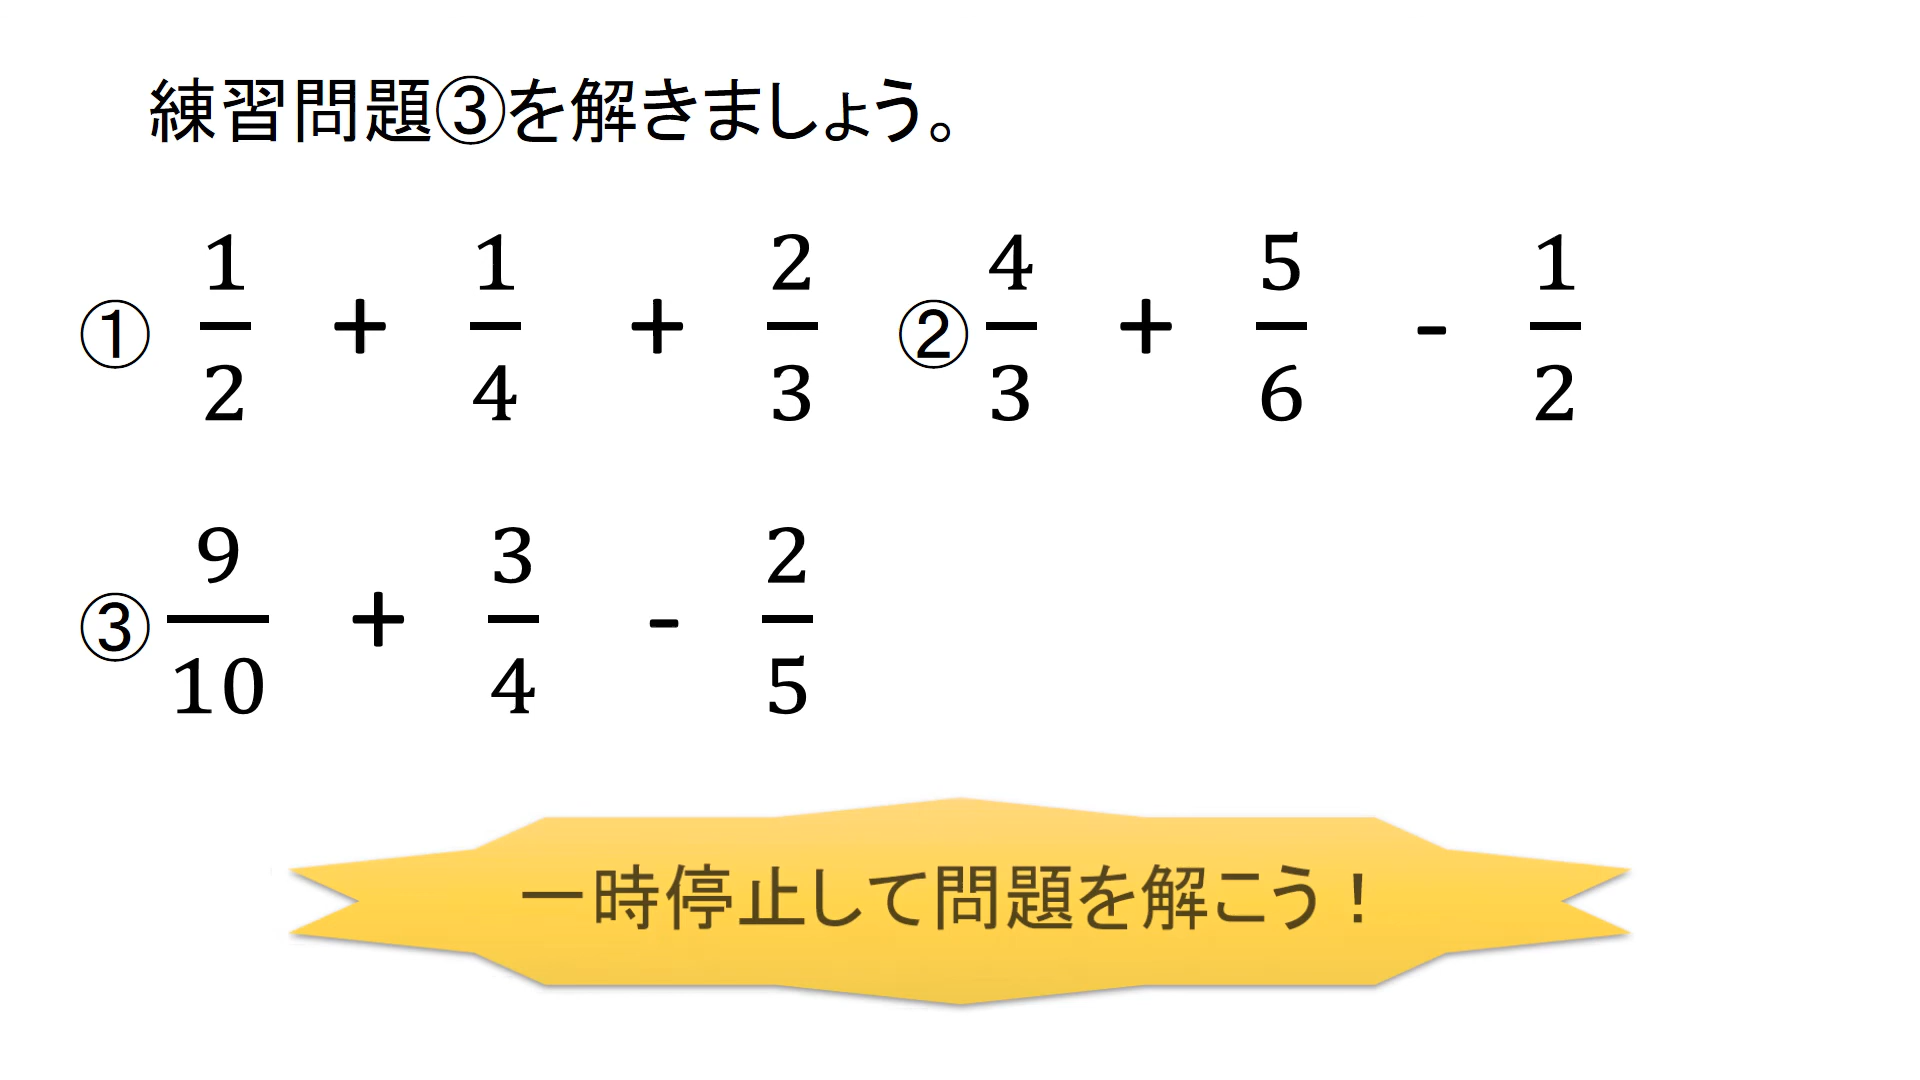 練習問題③を解きましょう。
① 1/2 + 1/4 + 2/3 ② 4/3 + 5/6 - 1/2
③ 9/10 + 3/4 - 2/5
一時停止して問題を解こう！